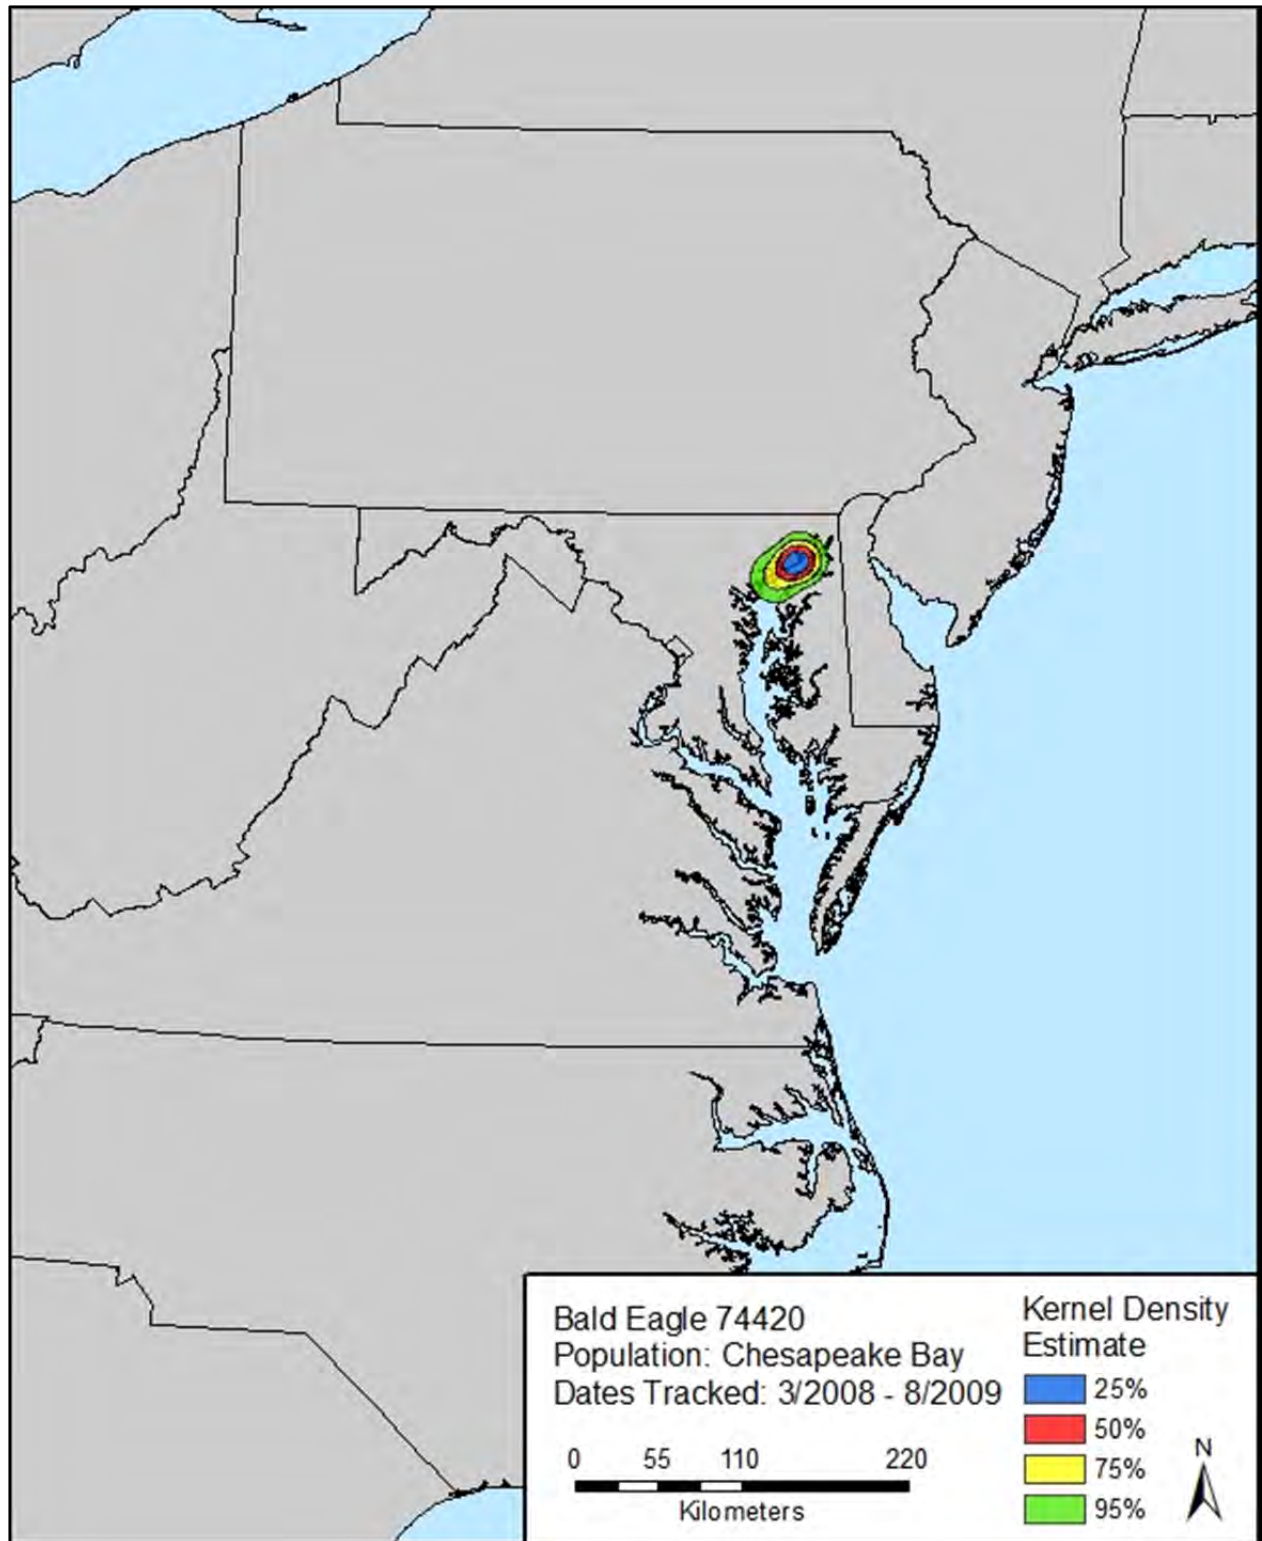 Bald Eagle 74420
Population: Chesapeake Bay
Dates Tracked: 3/2008 - 8/2009
0 55 110 220
Kilometers
Kernel Density
Estimate
25%
50%
75%
95%
N